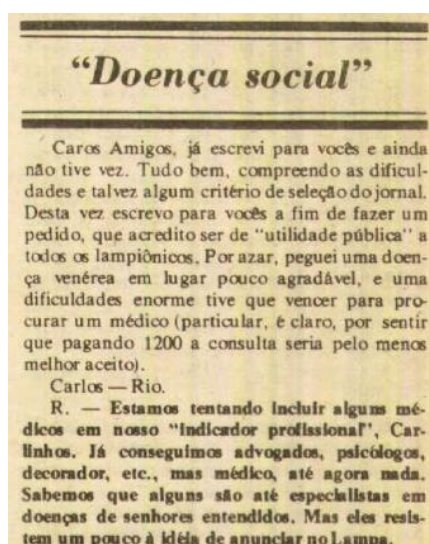 “Doença social”
Caros Amigos, já escrevi para vocês e ainda
não tive vez. Tudo bem, compreendo as dificul-
dades e talvez algum critério de seleção do jornal.
Desta vez escrevo para vocês a fim de fazer um
pedido, que acredito ser de “utilidade pública” a
todos os lampiônicos. Por azar, peguei uma doen-
ça venérea em lugar pouco agradável, e uma
dificuldades enorme tive que vencer para pro-
curar um médico (particular, é claro, por sentir
que pagando 1200 a consulta seria pelo menos
melhor aceito).
Carlos — Rio.
R. — Estamos tentando incluir alguns mé-
dicos em nosso “indicador profissional”, Car-
linhos. Já conseguimos advogados, psicólogos,
decorador, etc., mas médico, até agora nada.
Sabemos que alguns são até especialistas em
doenças de senhores entendidos. Mas eles resis-
tem um pouco à idéia de anunciar no Lampa.